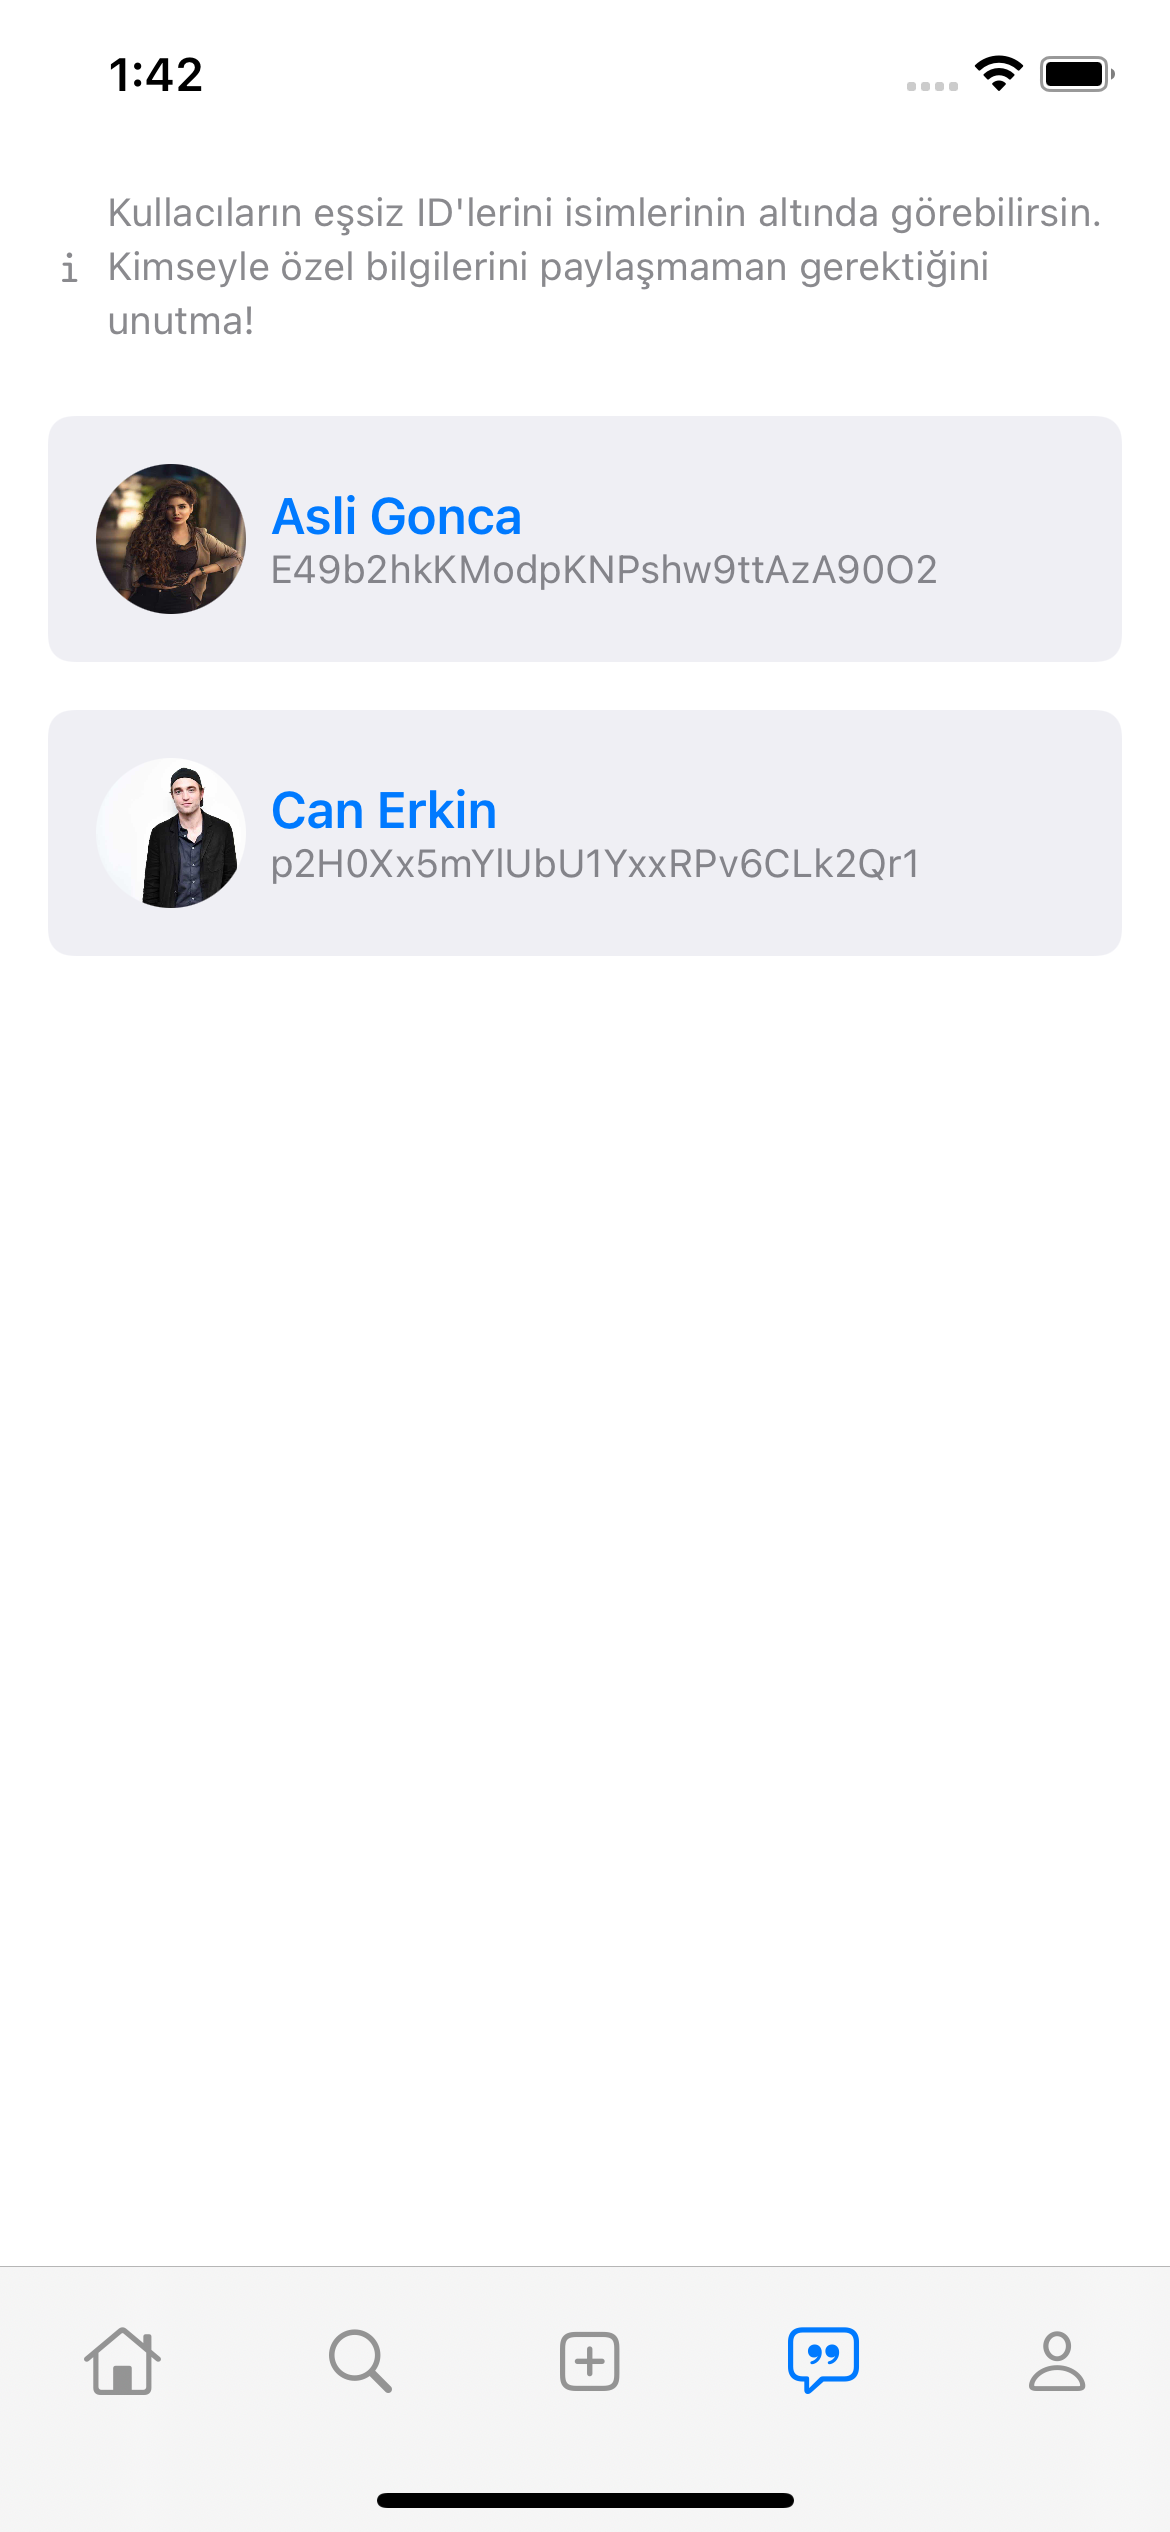 1:42
Kullacıların eşsiz ID'lerini isimlerinin altında görebilirsin.
i Kimseyle özel bilgilerini paylaşmaman gerektiğini
unutma!
Asli Gonca
E49b2hkKModpKNPshw9ttAzA90O2
Can Erkin
p2H0Xx5mYlUbU1YxxRPv6CLk2Qr1